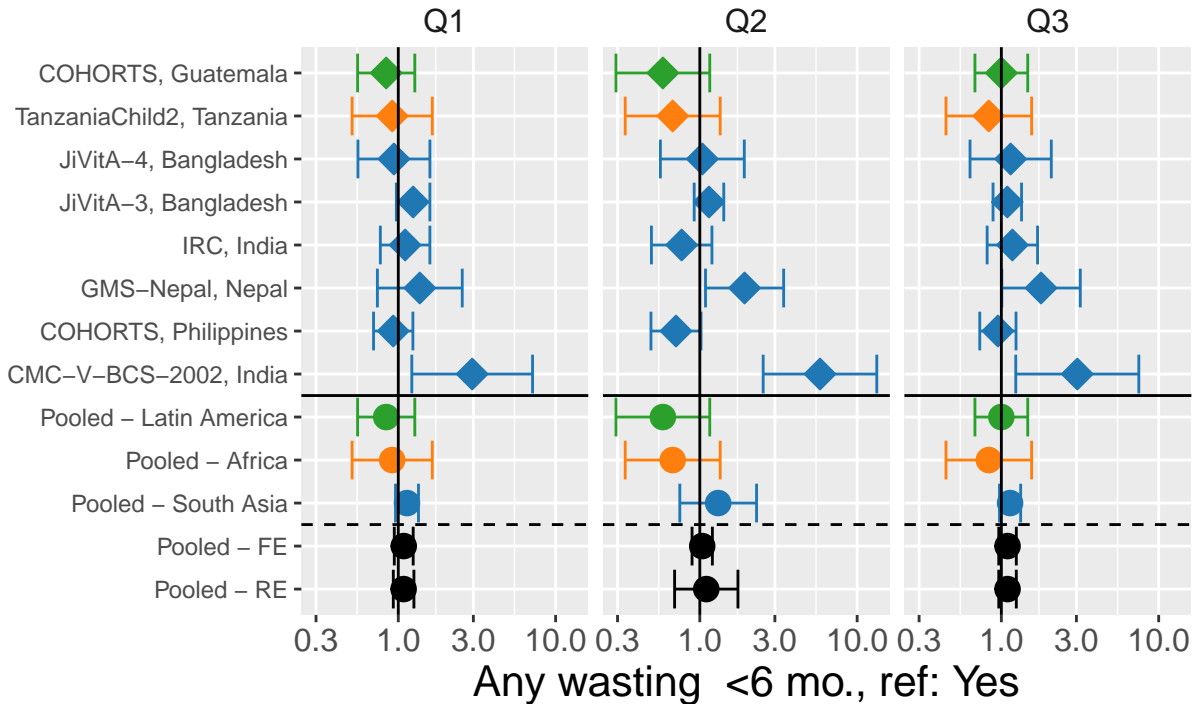 Q1 Q2 Q3
COHORTS, Guatemala
TanzaniaChild2, Tanzania
JiVitA−4, Bangladesh
JiVitA−3, Bangladesh
IRC, India
GMS−Nepal, Nepal
COHORTS, Philippines
CMC−V−BCS−2002, India
Pooled − Latin America
Pooled − Africa
Pooled − South Asia
Pooled − FE
Pooled − RE
0.3 1.0 3.0 10.0 0.3 1.0 3.0 10.0 0.3 1.0 3.0 10.0
Any wasting <6 mo., ref: Yes